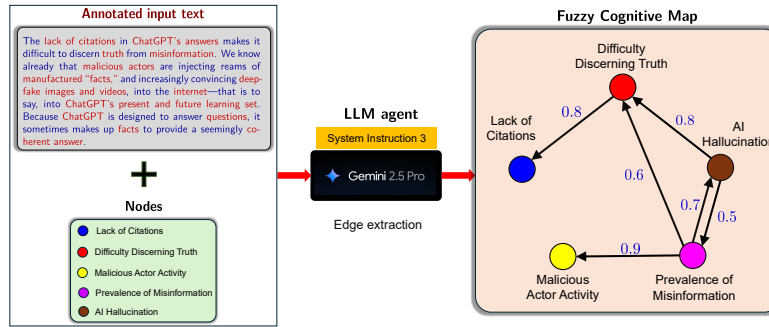 Annotated input text
The lack of citations in ChatGPT's answers makes it
difficult to discern truth from misinformation. We know
already that malicious actors are injecting reams of
manufactured "facts," and increasingly convincing deep-
fake images and videos, into the internet—that is to
say, into ChatGPT's present and future learning set.
Because ChatGPT is designed to answer questions, it
sometimes makes up facts to provide a seemingly co-
herent answer.
Nodes
Lack of Citations
Difficulty Discerning Truth
Malicious Actor Activity
Prevalence of Misinformation
AI Hallucination
LLM agent
System Instruction 3
Gemini 2.5 Pro
Edge extraction
Fuzzy Cognitive Map
Difficulty
Discerning Truth
Lack of
Citations
0.8
0.8
AI
Hallucination
0.6
0.7
0.5
0.9
Malicious
Actor Activity
Prevalence of
Misinformation